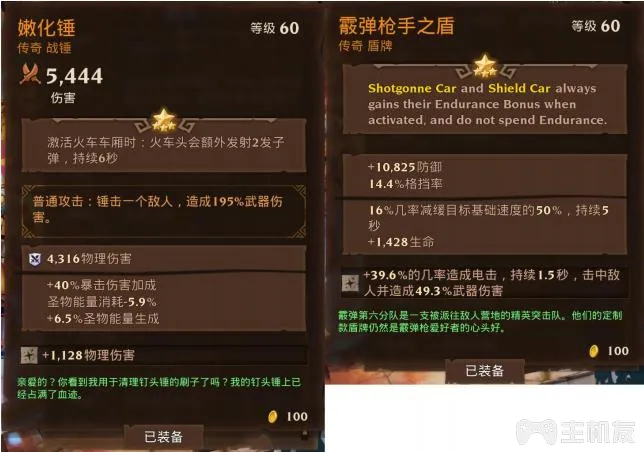 嫩化锤
等级 60
传奇 战锤
5,444
伤害
激活火车车厢时：火车头会额外发射2发子
弹，持续6秒
普通攻击：锤击一个敌人，造成195%武器伤
害。
4,316物理伤害
+40%暴击伤害加成
圣物能量消耗-5.9%
+6.5%圣物能量生成
+1,128物理伤害
亲爱的？你看到我用于清理钉头锤的刷子了吗？我的钉头锤上已
经占满了血迹。
100
已装备
霰弹枪手之盾
等级 60
传奇 盾牌
Shotgonne Car and Shield Car always
gains their Endurance Bonus when
activated, and do not spend Endurance.
+10,825防御
14.4%格挡率
16%几率减缓目标基础速度的50%，持续5
秒
+1,428生命
+39.6%的几率造成电击，持续1.5秒，击中敌
人并造成49.3%武器伤害
霰弹第六分队是一支被派往敌人营地的精英突击队。他们的定制
款盾牌仍然是霰弹枪爱好者的心头好。
100
已装备
主机友